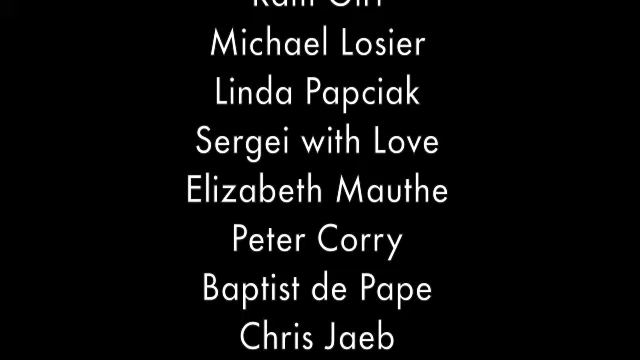 Michael Losier
Linda Papciak
Sergei with Love
Elizabeth Mauthe
Peter Corry
Baptist de Pape
Chris Jaeb